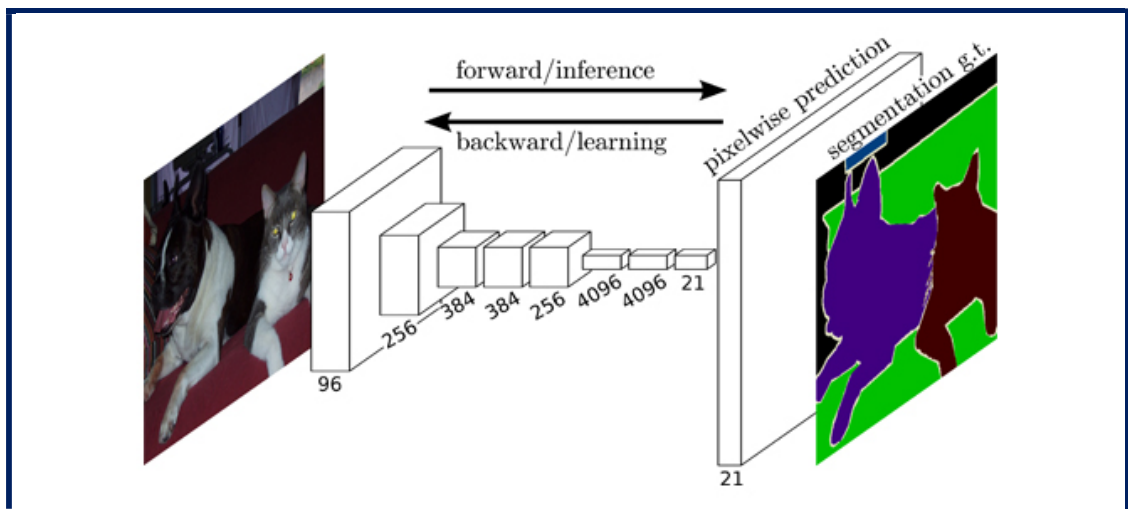 forward/inference
backward/learning
pixelwise prediction
segmentation g.t.
96
256
384
384
256
4096
4096
21
21